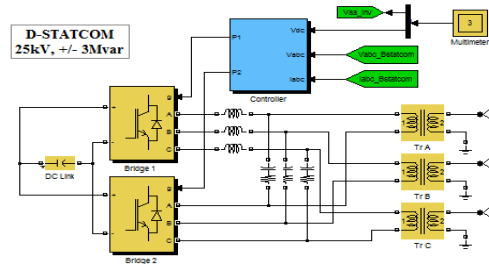 D-STATCOM
25kV, +/- 3Mvar
Vaa_Inv
3
Multimeter
P1
Vdc
P2
Vabc
Vabc_Bstatcom
Iabc
Iabc_Bstatcom
Controller
g
+
A
B
C
-
Bridge 1
DC Link
+
g
+
A
B
-
C
Bridge 2
1
2
Tr A
1
2
Tr B
1
2
Tr C